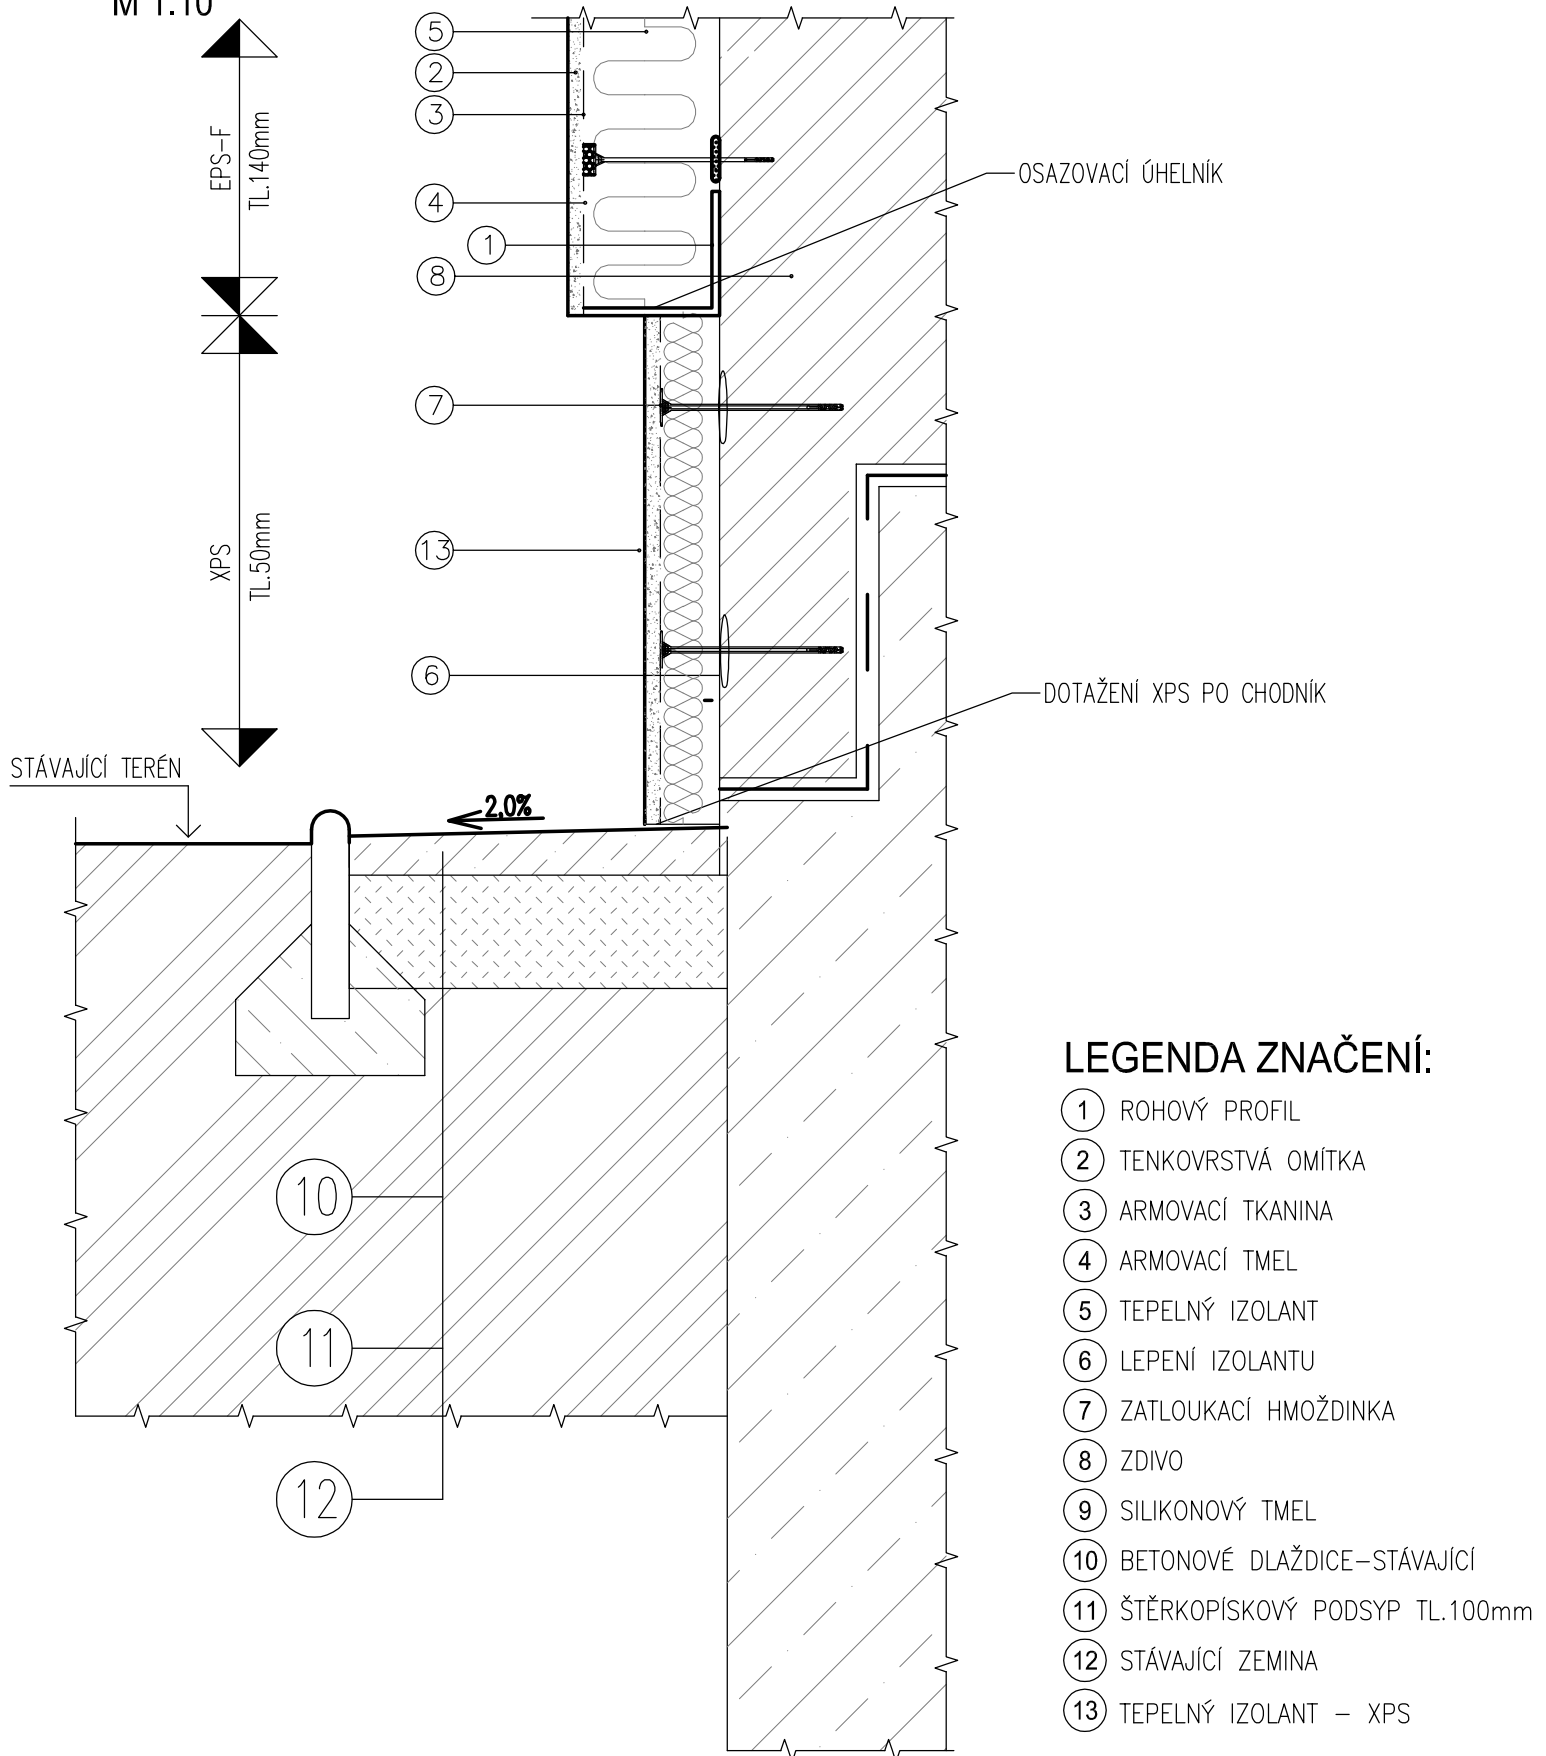 M 1:10
5
2
3
EPS-F
TL.140mm
OSAZOVACÍ ÚHELNÍK
4
1
8
7
XPS
TL.50mm
13
6
DOTAŽENÍ XPS PO CHODNÍK
STÁVAJÍCÍ TERÉN
2,0%
10
11
12
LEGENDA ZNAČENÍ:
1 ROHOVÝ PROFIL
2 TENKOVRSTVÁ OMÍTKA
3 ARMOVACÍ TKANINA
4 ARMOVACÍ TMEL
5 TEPELNÝ IZOLANT
6 LEPENÍ IZOLANTU
7 ZATLOUKACÍ HMOŽDINKA
8 ZDIVO
9 SILIKONOVÝ TMEL
10 BETONOVÉ DLAŽDICE-STÁVAJÍCÍ
11 ŠTĚRKOPÍSKOVÝ PODSYP TL.100mm
12 STÁVAJÍCÍ ZEMINA
13 TEPELNÝ IZOLANT - XPS